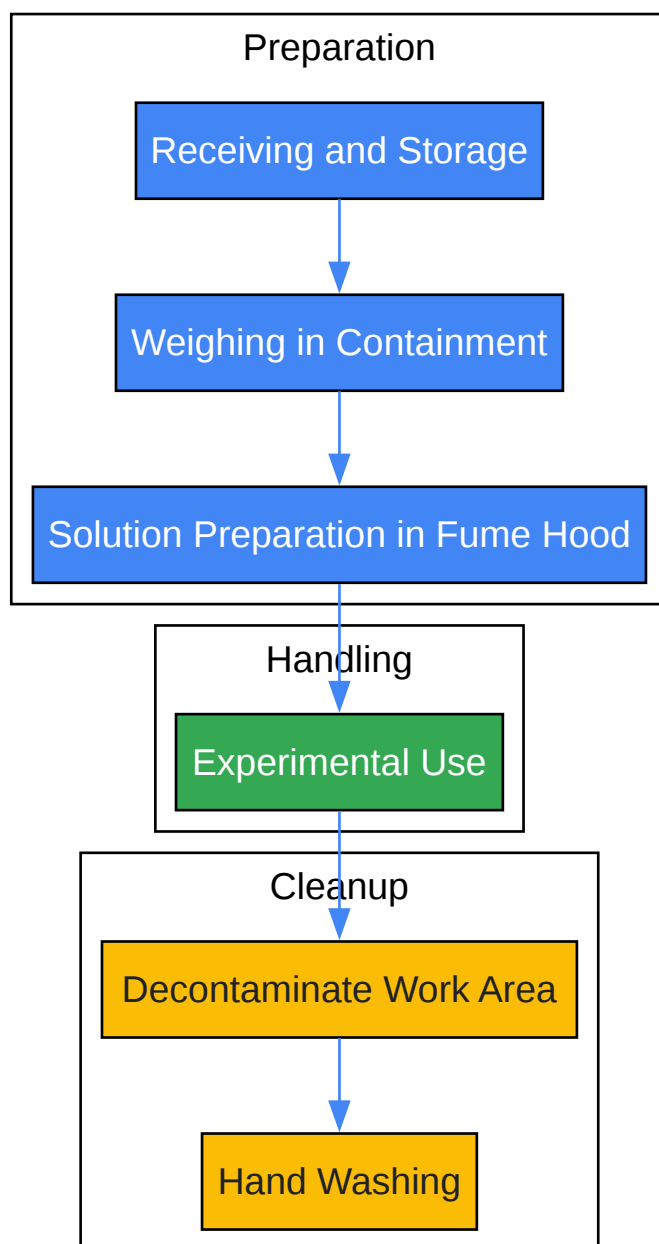 Preparation
Receiving and Storage
Weighing in Containment
Solution Preparation in Fume Hood
Handling
Experimental Use
Cleanup
Decontaminate Work Area
Hand Washing